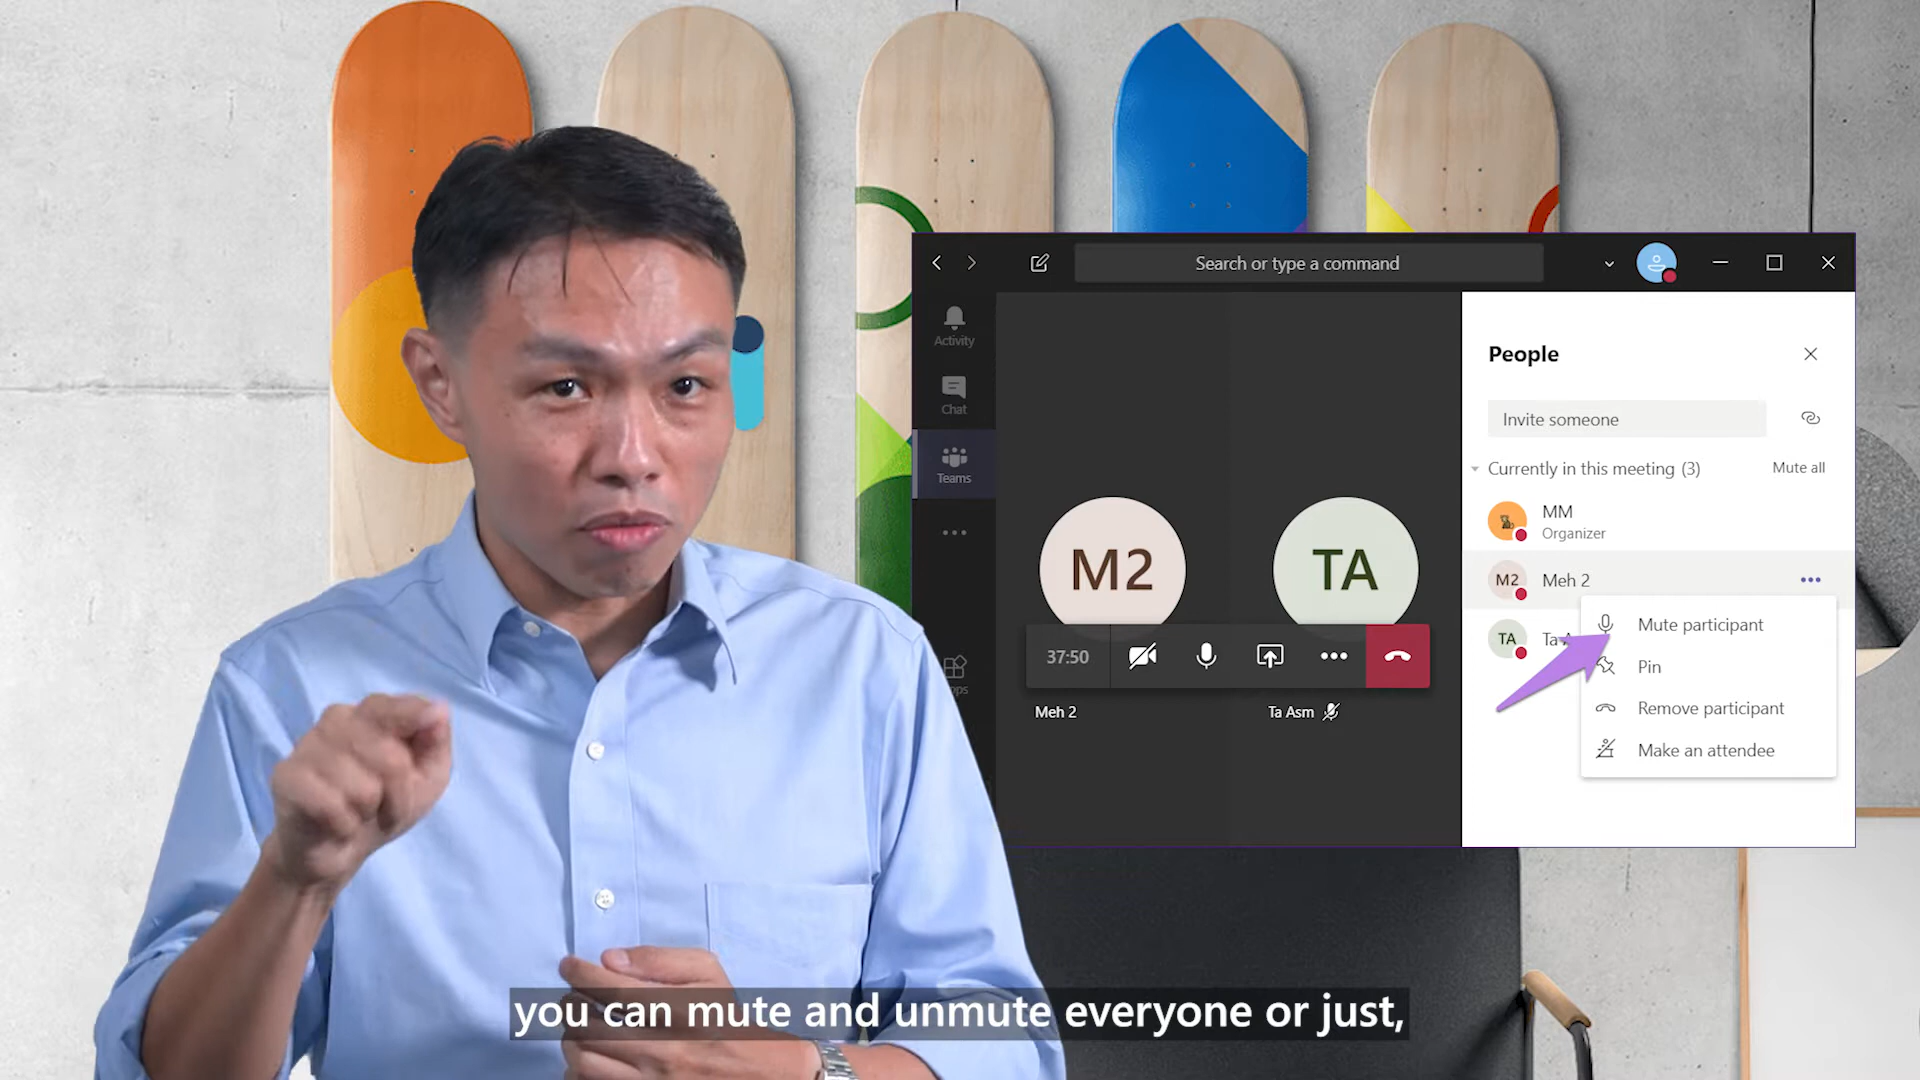 Search or type a command
Activity
Chat
Teams
M2
TA
37:50
Meh 2
Ta Asm
People
Invite someone
Currently in this meeting (3)
Mute all
MM
Organizer
M2
Meh 2
TA
Mute participant
Pin
Remove participant
Make an attendee
you can mute and unmute everyone or just,